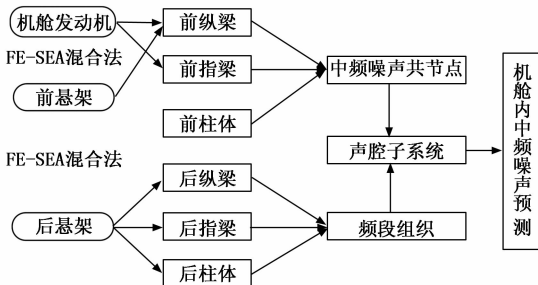 机舱发动机
FE-SEA混合法
前悬架
FE-SEA混合法
后悬架
前纵梁
前指梁
前柱体
后纵梁
后指梁
后柱体
中频噪声共节点
声腔子系统
频段组织
机舱内中频噪声预测